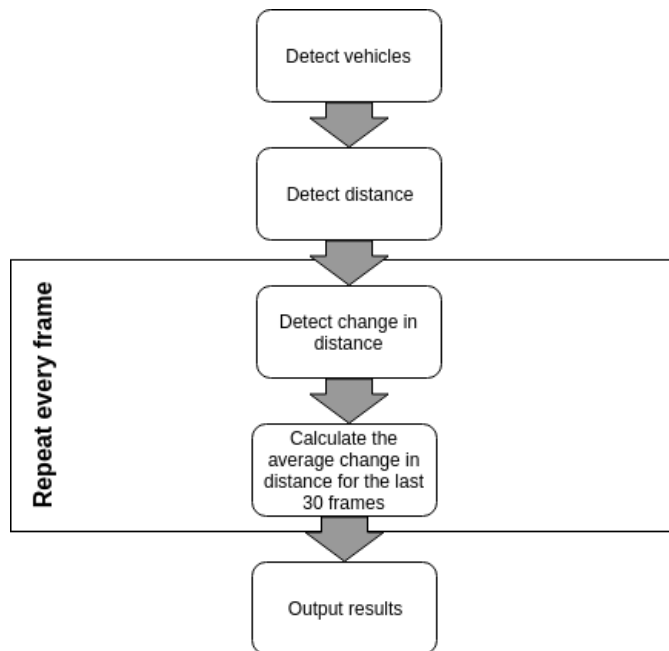 Detect vehicles
Detect distance
Repeat every frame
Detect change in
distance
Calculate the
average change in
distance for the last
30 frames
Output results